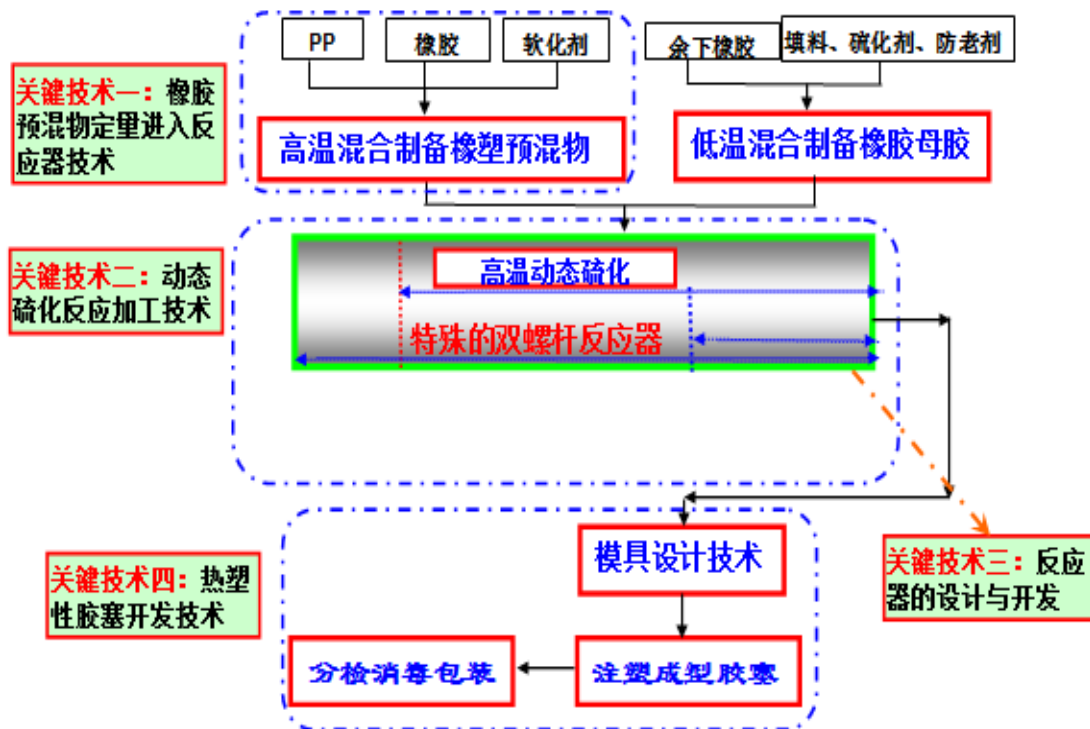 PP
橡胶
软化剂
余下橡胶
填料、硫化剂、防老剂
关键技术一：橡胶
预混物定量进入反
应器技术
高温混合制备橡塑预混物
低温混合制备橡胶母胶
关键技术二：动态
硫化反应加工技术
高温动态硫化
特殊的双螺杆反应器
模具设计技术
关键技术三：反应
器的设计与开发
关键技术四：热塑
性胶塞开发技术
分检消毒包装
注塑成型胶塞